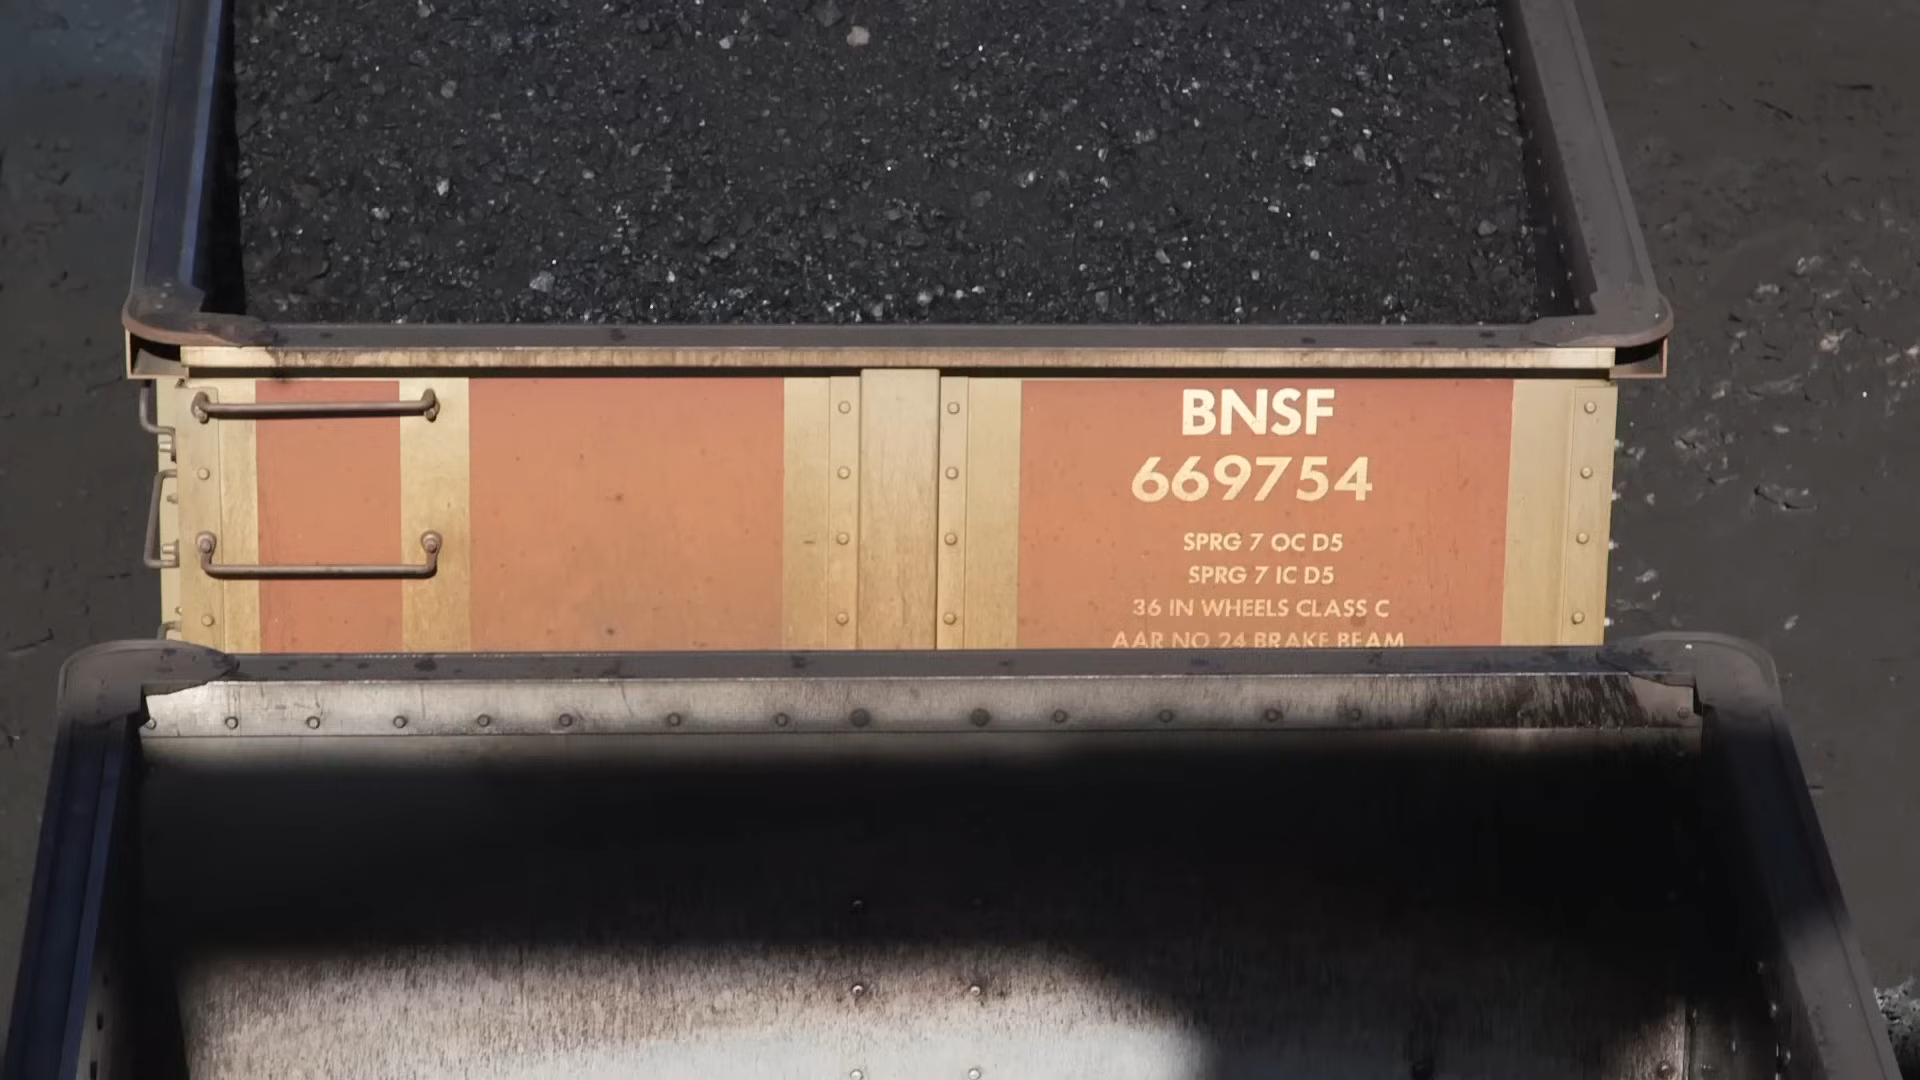 BNSF
669754
SPRG 7 OC D5
SPRG 7 IC D5
36 IN WHEELS CLASS C
AAR NO 24 BRAKE BEAM